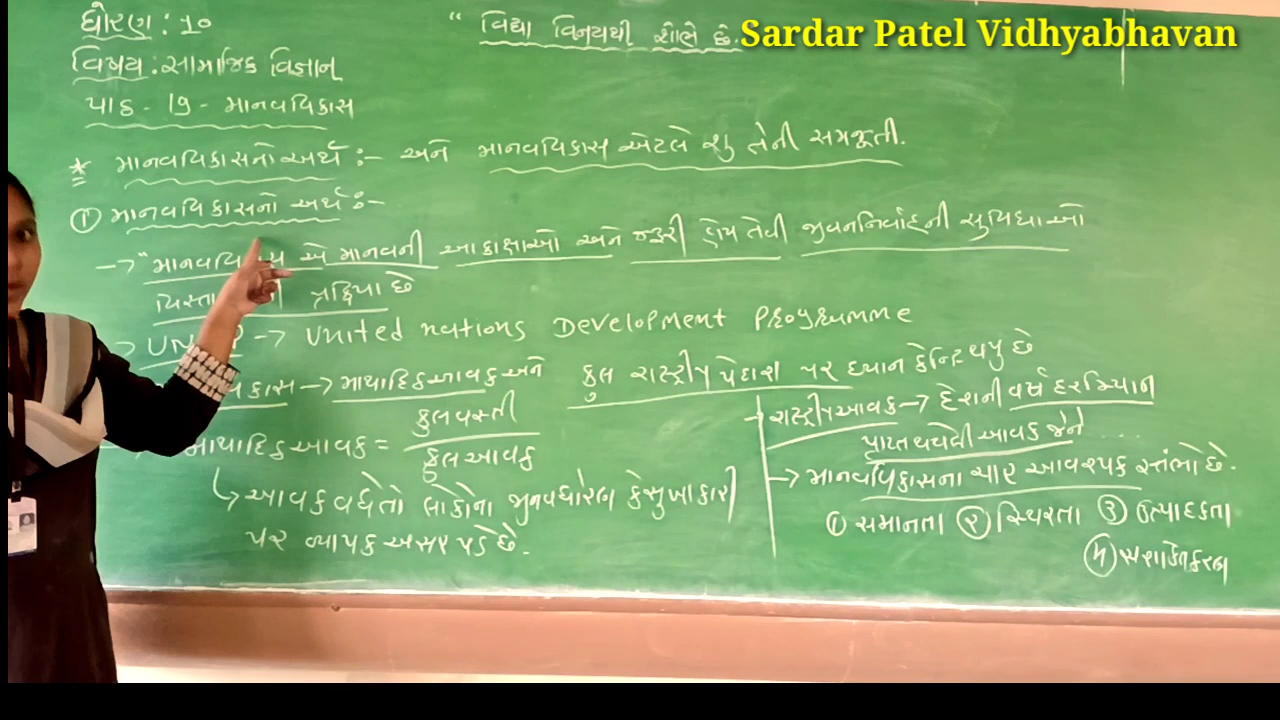 ધોરણ : ૧૦
" વિદ્યા વિનયથી શોભે છે.
Sardar Patel Vidhyabhavan
વિષય : સામાજિક વિજ્ઞાન
પાઠ - 19 - માનવવિકાસ
* માનવવિકાસનો અર્થ :- અને માનવવિકાસ એટલે શુ તેની સમજૂતી.
① માનવવિકાસનો અર્થ :-
→ "માનવવિ એ માનવની આકાક્ષાઓ અને જરૂરી હોય તેવી જીવનનિર્વાહની સુવિધાઓ
વિસ્તા પ્રક્રિયા છે
→ UN → United nations Development Programme
કાસ → માથાદિઠ આવક અને કુલ રાષ્ટ્રીય પેદાશ પર ધ્યાન કેન્દ્રિ થયુ છે
માથાદિઠ આવક = કુલ વસ્તી
કુલ આવક
↳ આવક વધે તો લોકોના જીવનધોરણ કે સુખાકારી
પર વ્યાપક અસર પડે છે.
→ રાષ્ટ્રીય આવક → દેશની વર્ષ દરમિયાન
પ્રાપ્ત થયેલી આવક જેને ....
→ માનવવિકાસના ચાર આવશ્યક સ્તંભો છે.
① સમાનતા ② સ્થિરતા ③ ઉત્પાદકતા
④ સશક્તિકરણ